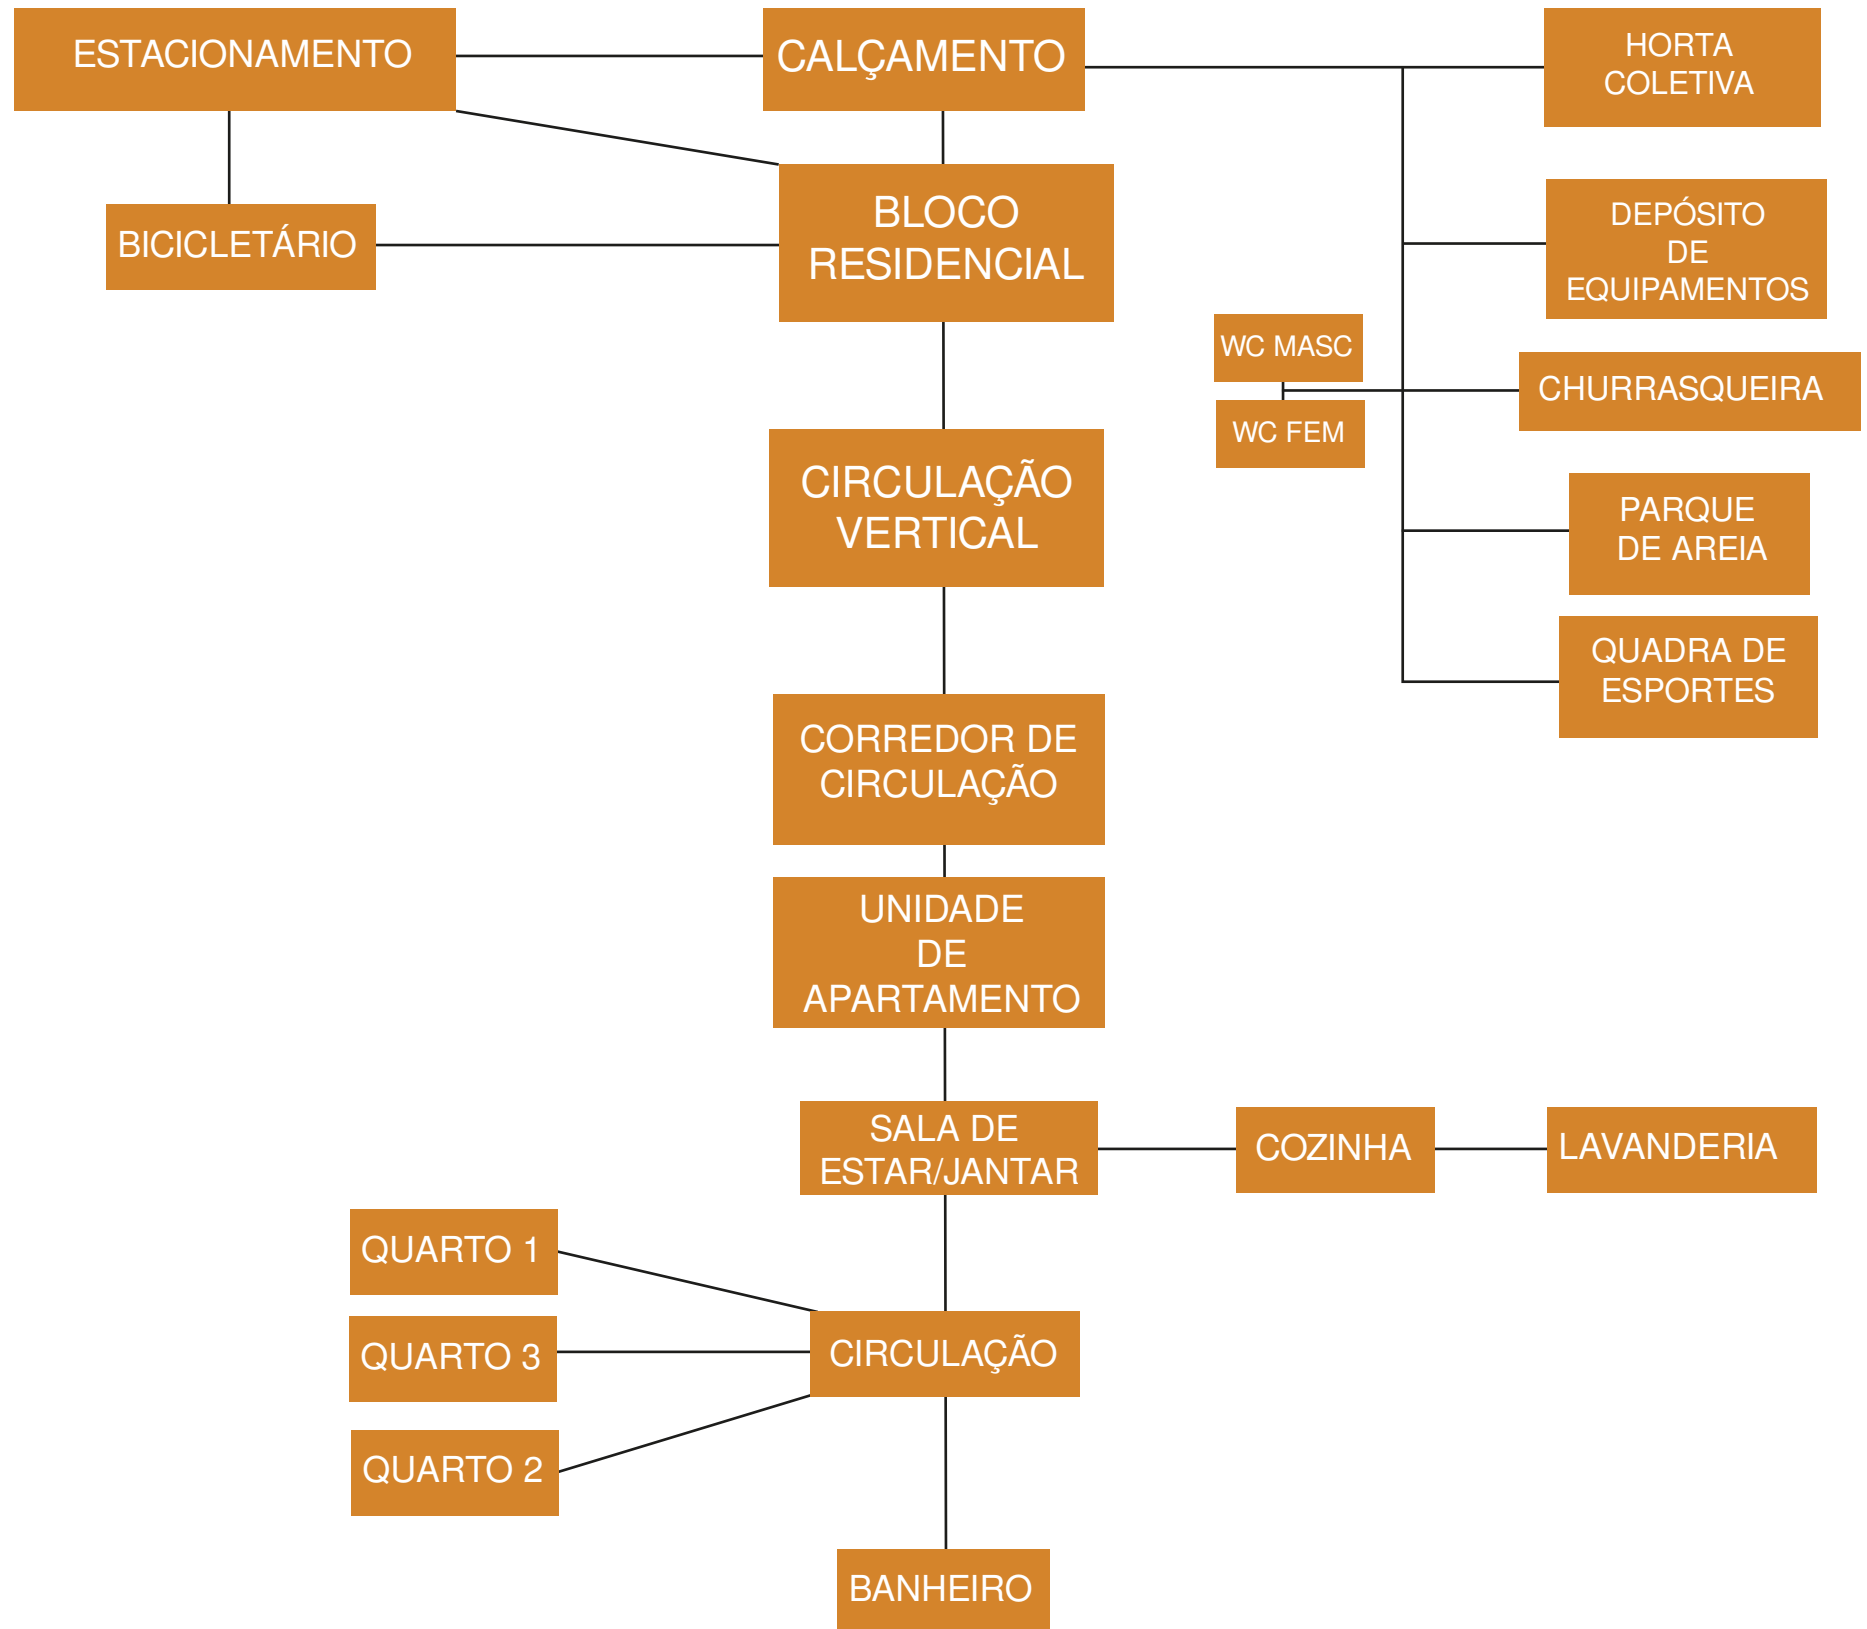 ESTACIONAMENTO
CALÇAMENTO
HORTA
COLETIVA
BICICLETÁRIO
BLOCO
RESIDENCIAL
DEPÓSITO
DE
EQUIPAMENTOS
WC MASC
WC FEM
CHURRASQUEIRA
CIRCULAÇÃO
VERTICAL
PARQUE
DE AREIA
QUADRA DE
ESPORTES
CORREDOR DE
CIRCULAÇÃO
UNIDADE
DE
APARTAMENTO
SALA DE
ESTAR/JANTAR
COZINHA
LAVANDERIA
QUARTO 1
QUARTO 3
CIRCULAÇÃO
QUARTO 2
BANHEIRO